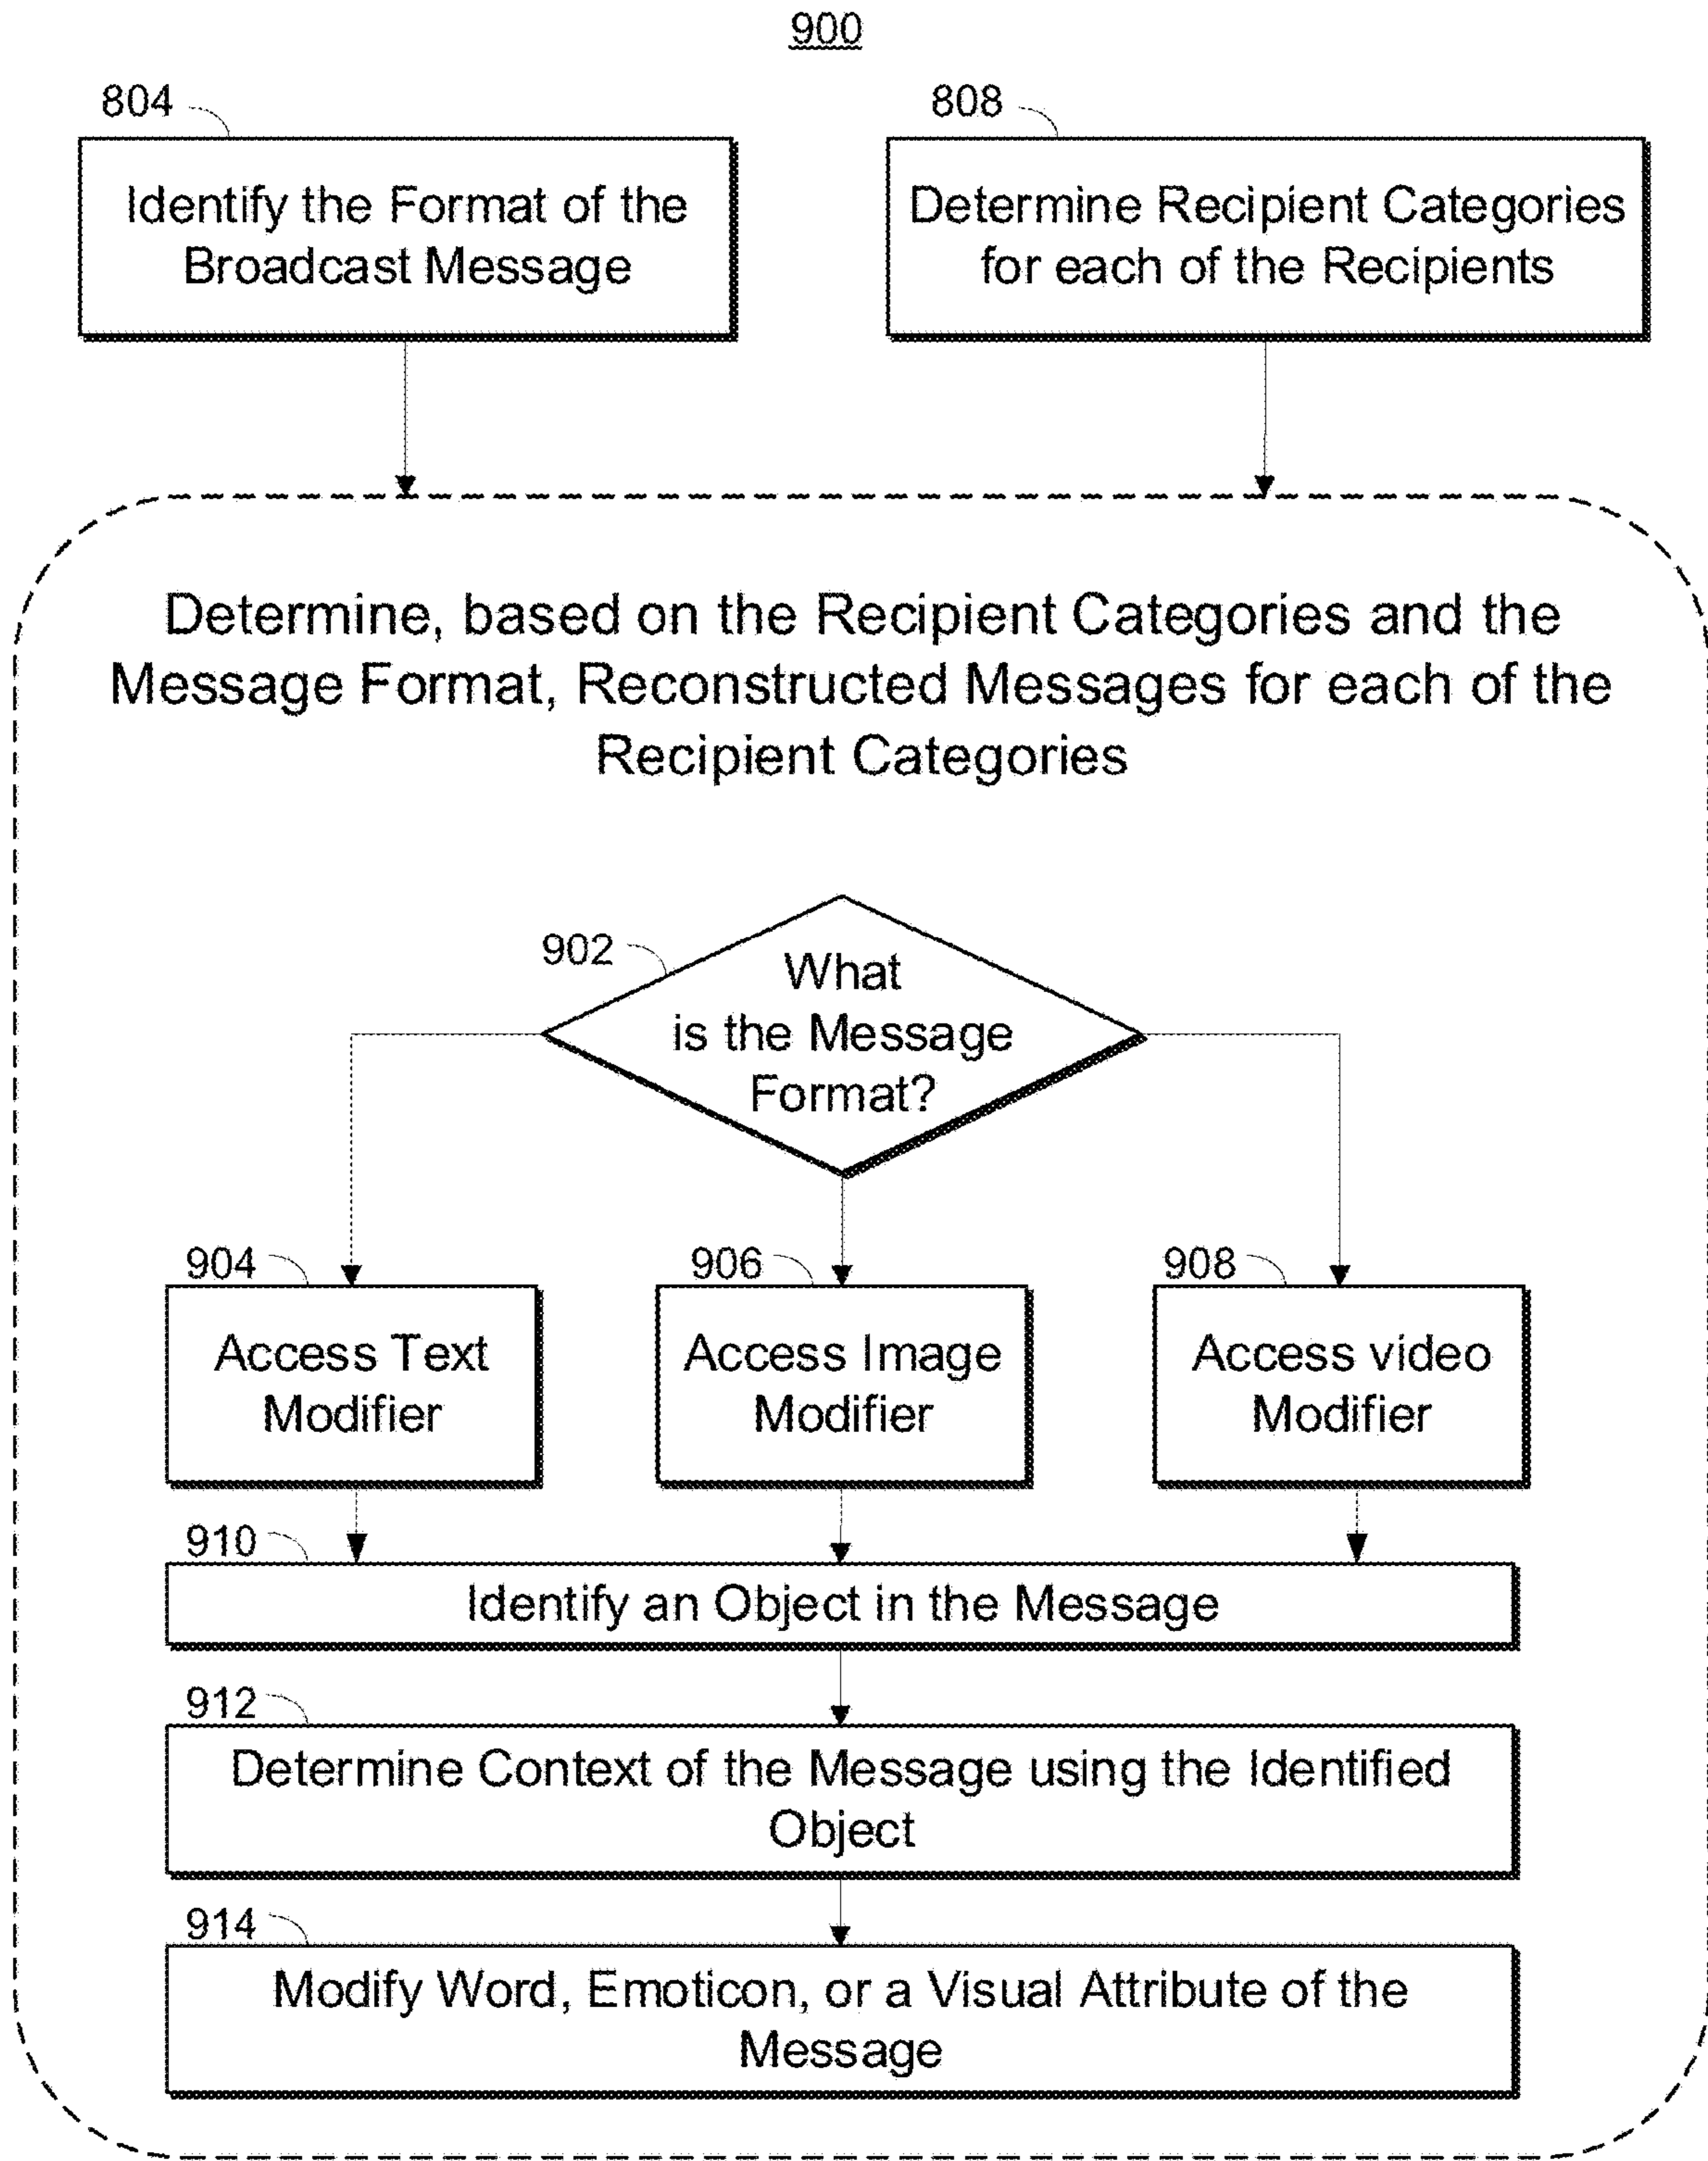 900
804
Identify the Format of the
Broadcast Message
808
Determine Recipient Categories
for each of the Recipients
Determine, based on the Recipient Categories and the
Message Format, Reconstructed Messages for each of the
Recipient Categories
902
What
is the Message
Format?
904
Access Text
Modifier
906
Access Image
Modifier
908
Access video
Modifier
910
Identify an Object in the Message
912
Determine Context of the Message using the Identified
Object
914
Modify Word, Emoticon, or a Visual Attribute of the
Message